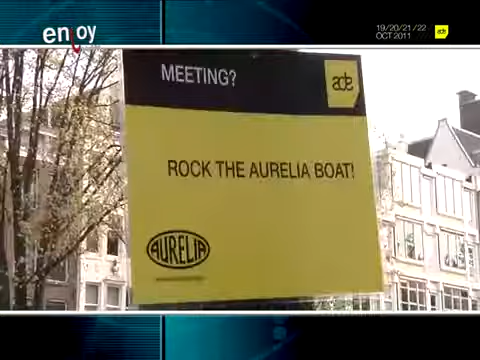 enjoy
19/20/21/22
OCT 2011
ade
MEETING?
ade
ROCK THE AURELIA BOAT!
AURELIA